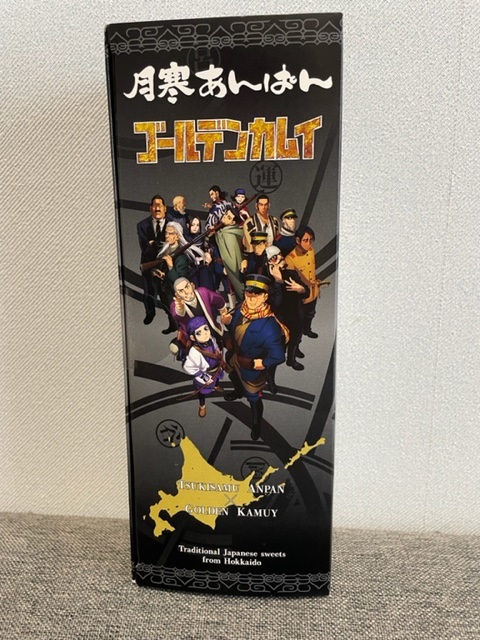 月寒あんぱん
ゴールデンカムイ
運
TSUKISAMU ANPAN
×
GOLDEN KAMUY
Traditional Japanese sweets
from Hokkaido